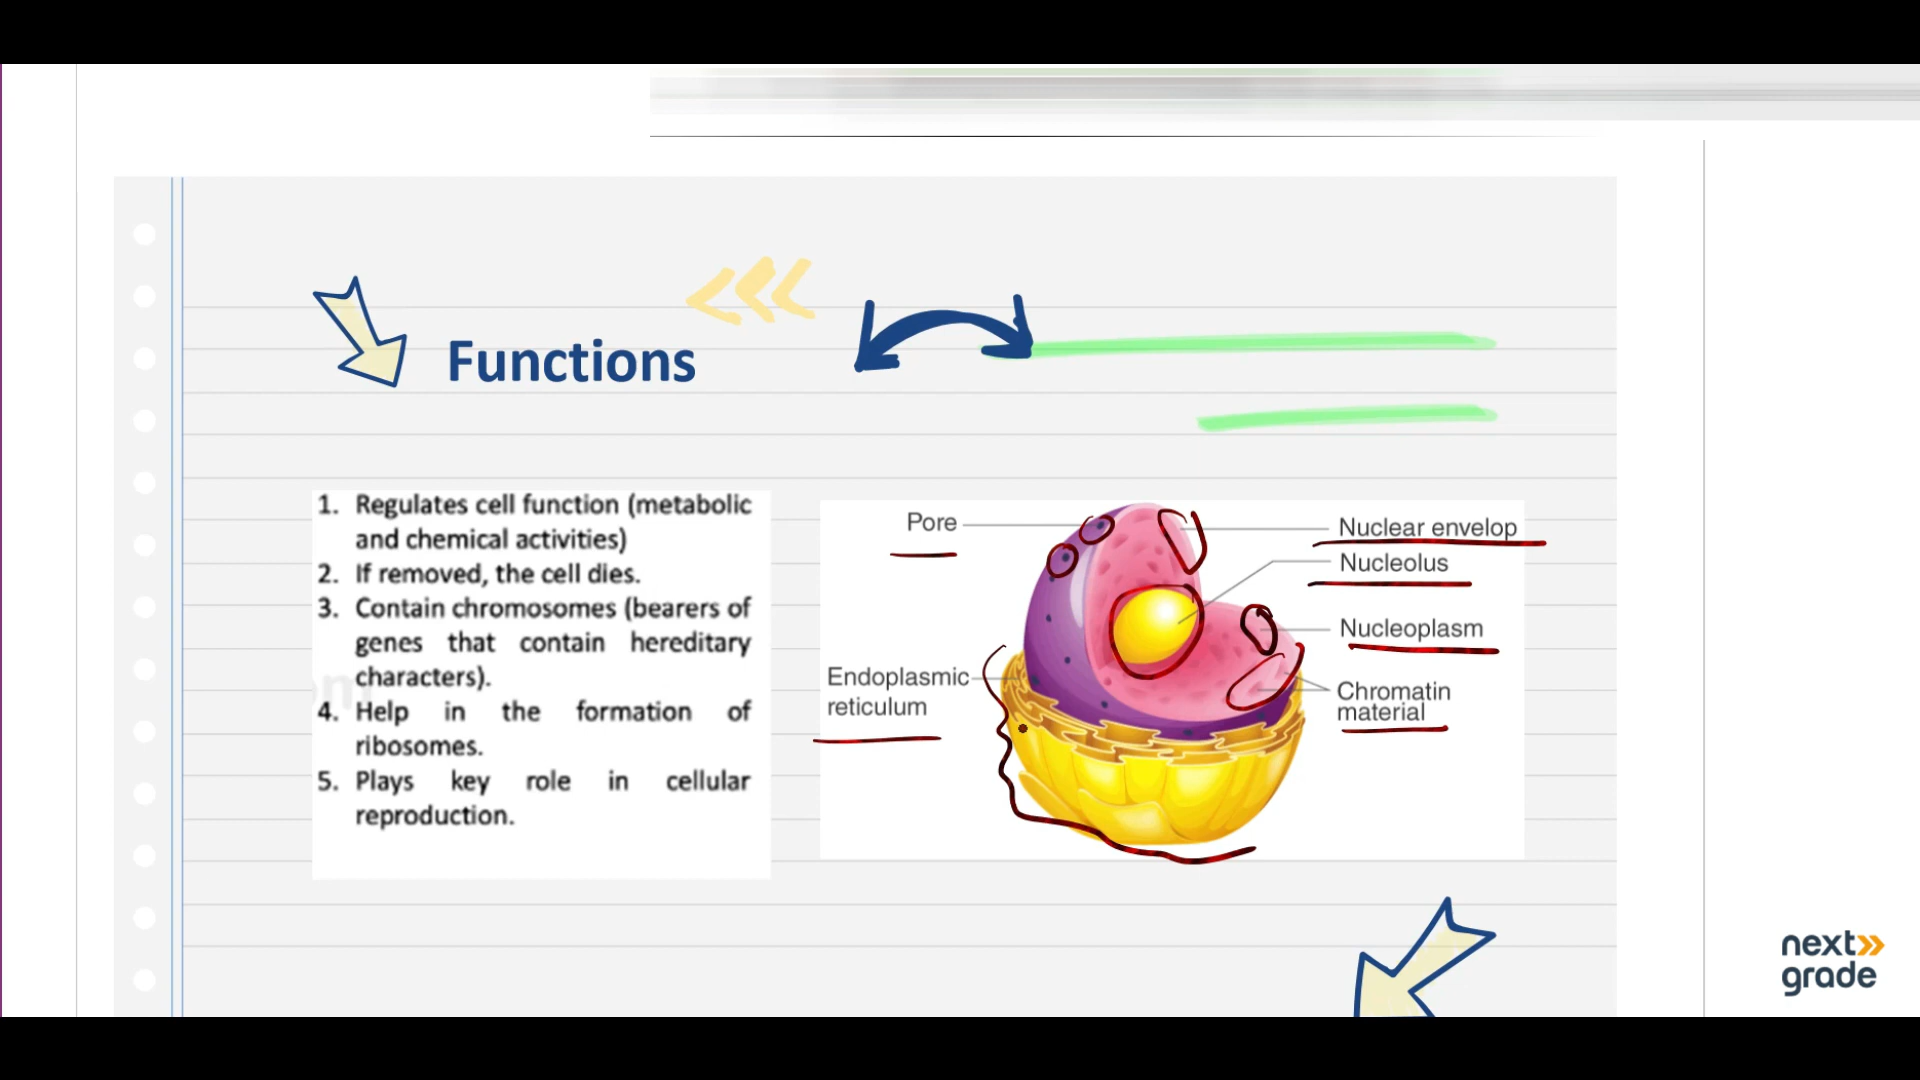 Functions
1. Regulates cell function (metabolic
and chemical activities)
2. If removed, the cell dies.
3. Contain chromosomes (bearers of
genes that contain hereditary
characters).
4. Help in the formation of
ribosomes.
5. Plays key role in cellular
reproduction.
Pore
Endoplasmic
reticulum
Nuclear envelop
Nucleolus
Nucleoplasm
Chromatin
material
next
grade